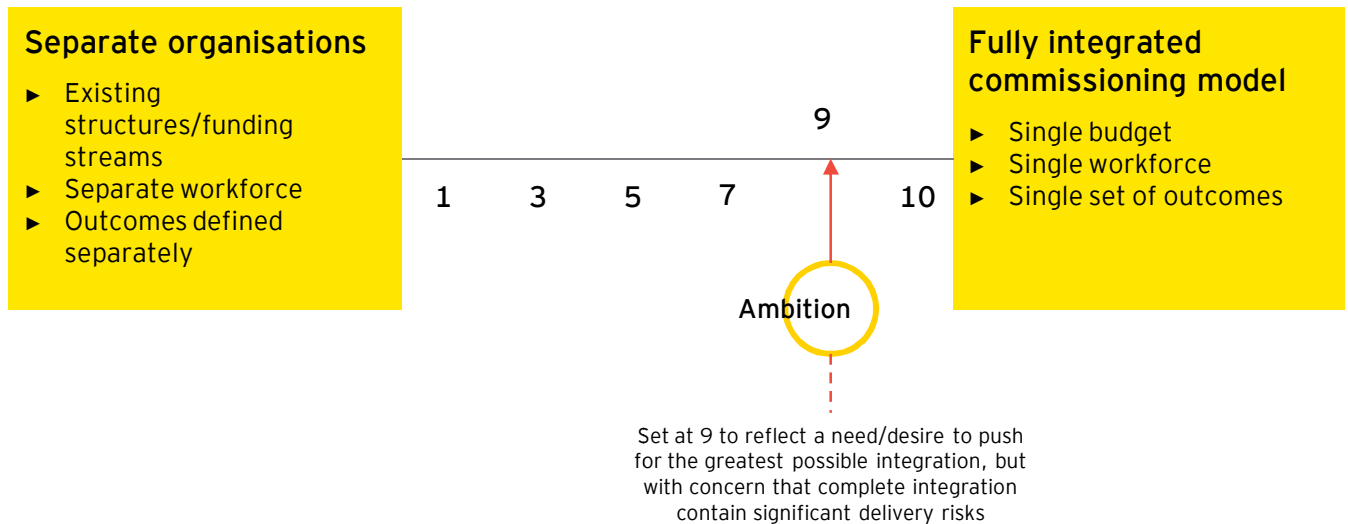 Separate organisations
► Existing
structures/funding
streams
► Separate workforce
► Outcomes defined
separately
1
3
5
7
9
10
Ambition
Set at 9 to reflect a need/desire to push
for the greatest possible integration, but
with concern that complete integration
contain significant delivery risks
Fully integrated
commissioning model
► Single budget
► Single workforce
► Single set of outcomes